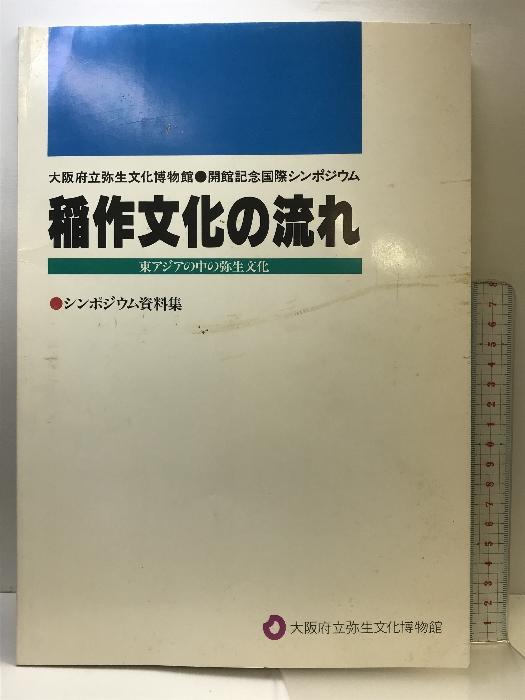 大阪府立弥生文化博物館●開館記念国際シンポジウム
稲作文化の流れ
東アジアの中の弥生文化
●シンポジウム資料集
大阪府立弥生文化博物館